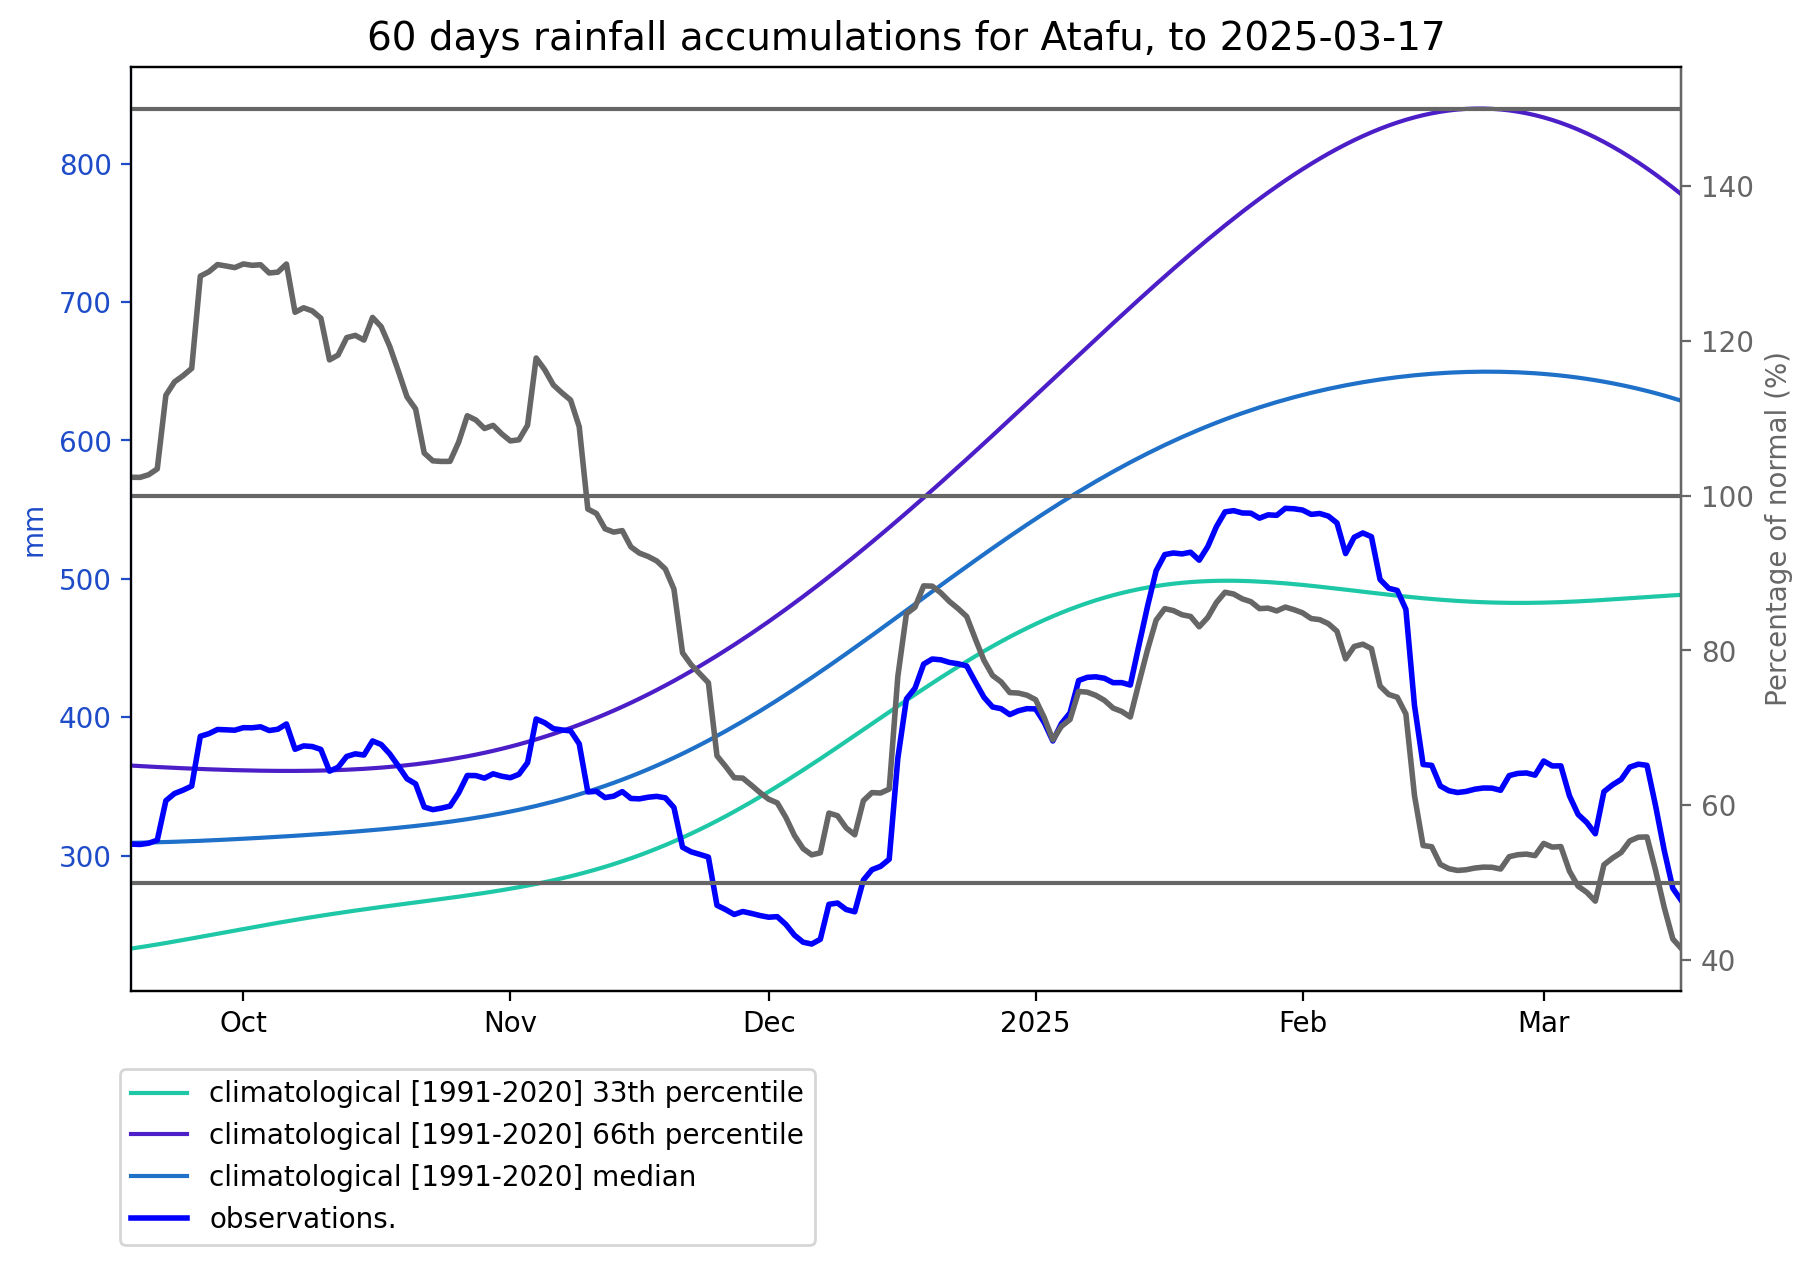 60 days rainfall accumulations for Atafu, to 2025-03-17
800
700
600
500
400
300
mm
140
120
100
80
60
40
Percentage of normal (%)
Oct Nov Dec 2025 Feb Mar
climatological [1991-2020] 33th percentile
climatological [1991-2020] 66th percentile
climatological [1991-2020] median
observations.